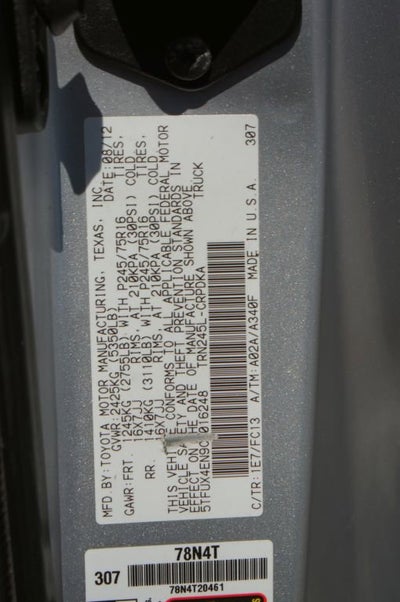 MFD. BY: TOYOTA MOTOR MANUFACTURING, TEXAS, INC.
GVWR: 2425KG (5350LB) DATE: 08/12
GAWR: FRT. 1245KG (2755LB) WITH P245/75R16 TIRES,
16X7JJ RIMS, AT 210KPA (30PSI) COLD
RR. 1410KG (3110LB) WITH P245/75R16 TIRES,
16X7JJ RIMS, AT 210KPA (30PSI) COLD
THIS VEHICLE CONFORMS TO ALL APPLICABLE FEDERAL MOTOR
VEHICLE SAFETY AND THEFT PREVENTION STANDARDS IN
EFFECT ON THE DATE OF MANUFACTURE SHOWN ABOVE
TRUCK
TRN245L-CRPDKA
C/TR: 1E7/FC13 A/TM: A02A/A340F MADE IN U.S.A. 307
78N4T
307
78N4T20461